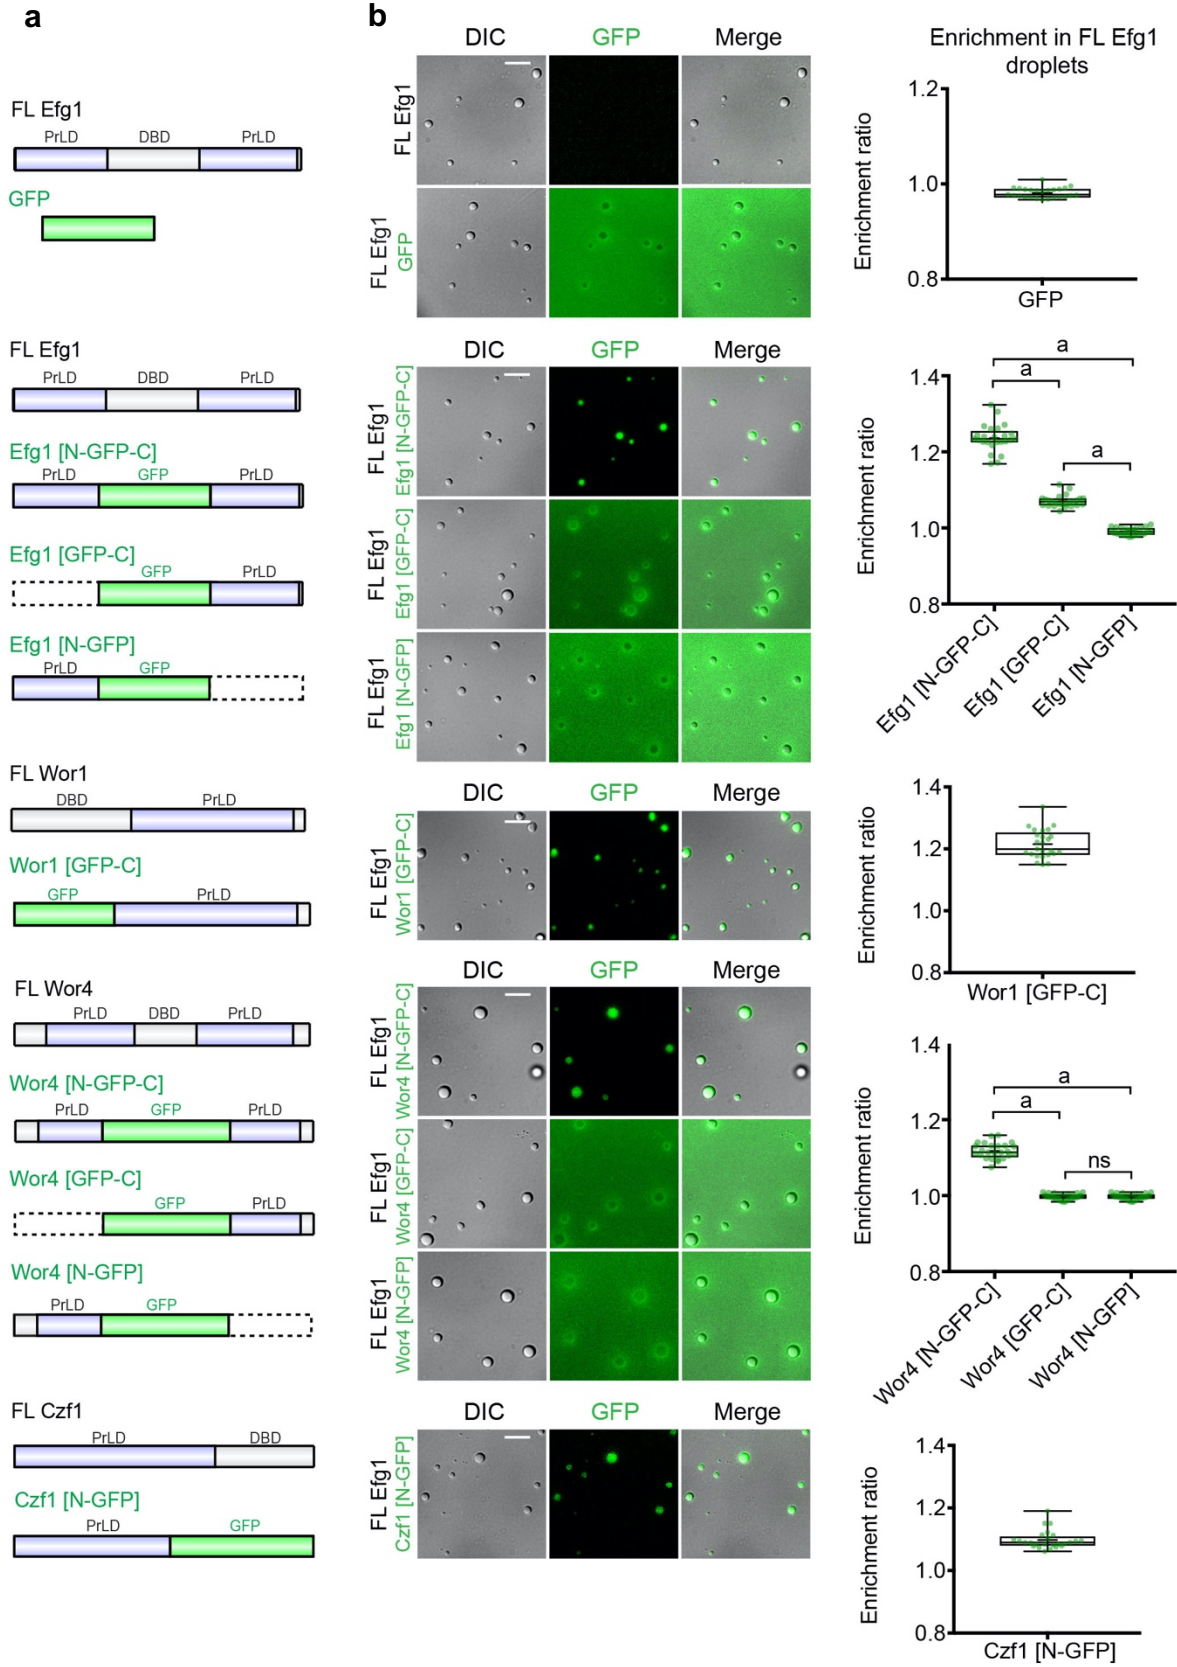 a
FL Efg1
PrLD DBD PrLD
GFP
FL Efg1
PrLD DBD PrLD
Efg1 [N-GFP-C]
PrLD GFP PrLD
Efg1 [GFP-C]
GFP PrLD
Efg1 [N-GFP]
PrLD GFP
FL Wor1
DBD PrLD
Wor1 [GFP-C]
GFP PrLD
FL Wor4
PrLD DBD PrLD
Wor4 [N-GFP-C]
PrLD GFP PrLD
Wor4 [GFP-C]
GFP PrLD
Wor4 [N-GFP]
PrLD GFP
FL Czf1
PrLD DBD
Czf1 [N-GFP]
PrLD GFP
b
DIC GFP Merge
FL Efg1
FL Efg1
GFP
Enrichment in FL Efg1
droplets
Enrichment ratio
1.2
1.0
0.8
GFP
DIC GFP Merge
FL Efg1
Efg1 [N-GFP-C]
FL Efg1
Efg1 [GFP-C]
FL Efg1
Efg1 [N-GFP]
Enrichment ratio
1.4
1.2
1.0
0.8
a
a
a
Efg1 [N-GFP-C]
Efg1 [GFP-C]
Efg1 [N-GFP]
DIC GFP Merge
FL Efg1
Wor1 [GFP-C]
Enrichment ratio
1.4
1.2
1.0
0.8
Wor1 [GFP-C]
DIC GFP Merge
FL Efg1
Wor4 [N-GFP-C]
FL Efg1
Wor4 [GFP-C]
FL Efg1
Wor4 [N-GFP]
Enrichment ratio
1.4
1.2
1.0
0.8
a
a
ns
Wor4 [N-GFP-C]
Wor4 [GFP-C]
Wor4 [N-GFP]
DIC GFP Merge
FL Efg1
Czf1 [N-GFP]
Enrichment ratio
1.4
1.2
1.0
0.8
Czf1 [N-GFP]